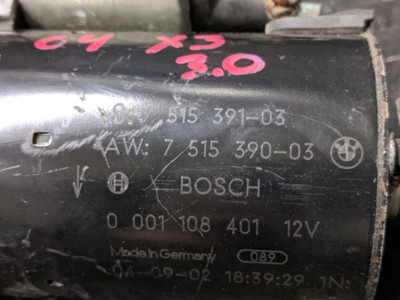 04 X3
3.0
515 391-03
AW: 7 515 390-03
BOSCH
0 001 108 401 12V
Made in Germany 089
04-09-02 18:39:29 1N: